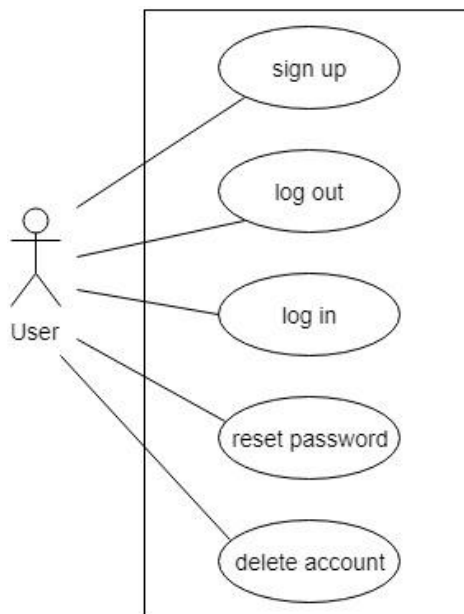 sign up
log out
User
log in
reset password
delete account